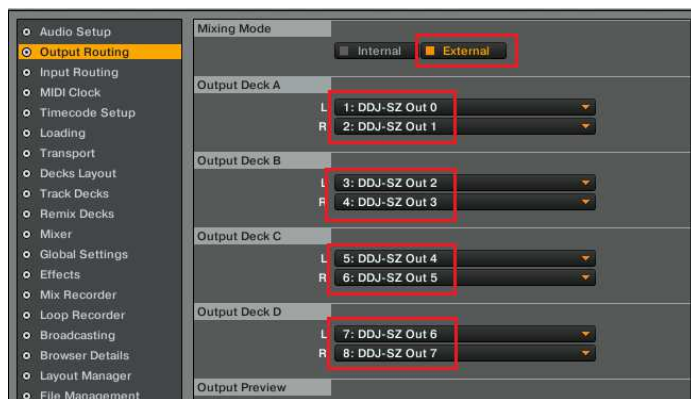 Audio Setup
Output Routing
Input Routing
MIDI Clock
Timecode Setup
Loading
Transport
Decks Layout
Track Decks
Remix Decks
Mixer
Global Settings
Effects
Mix Recorder
Loop Recorder
Broadcasting
Browser Details
Layout Manager
File Management
Mixing Mode
Internal External
Output Deck A
L 1: DDJ-SZ Out 0
R 2: DDJ-SZ Out 1
Output Deck B
L 3: DDJ-SZ Out 2
R 4: DDJ-SZ Out 3
Output Deck C
L 5: DDJ-SZ Out 4
R 6: DDJ-SZ Out 5
Output Deck D
L 7: DDJ-SZ Out 6
R 8: DDJ-SZ Out 7
Output Preview